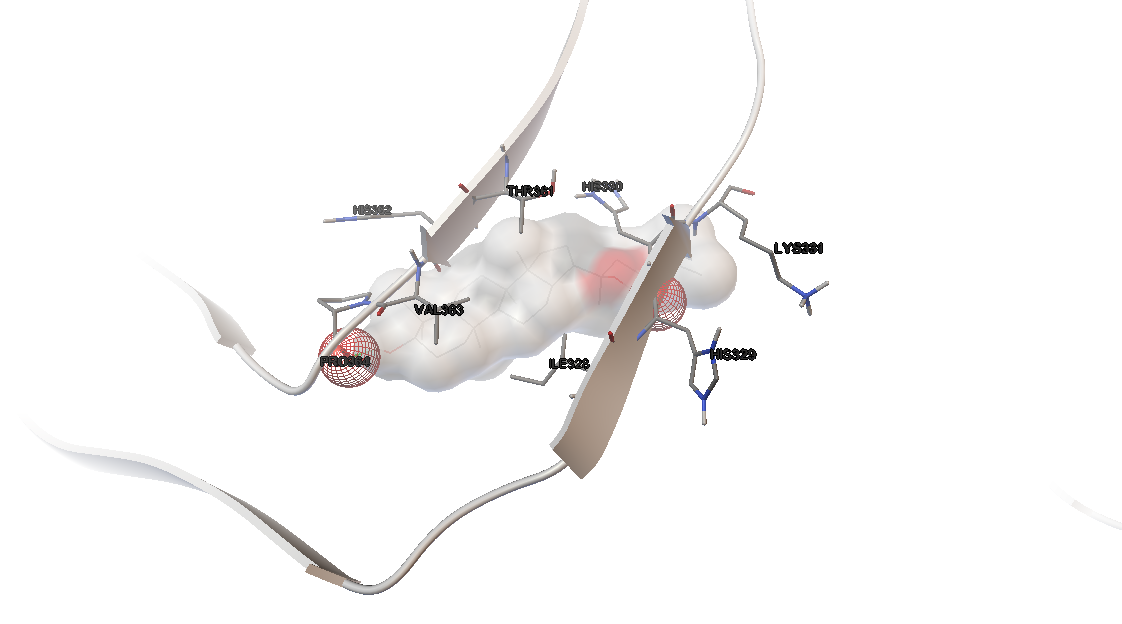 THR361
HIS330
HIS362
LYS331
VAL363
HIS329
PRO364
ILE328